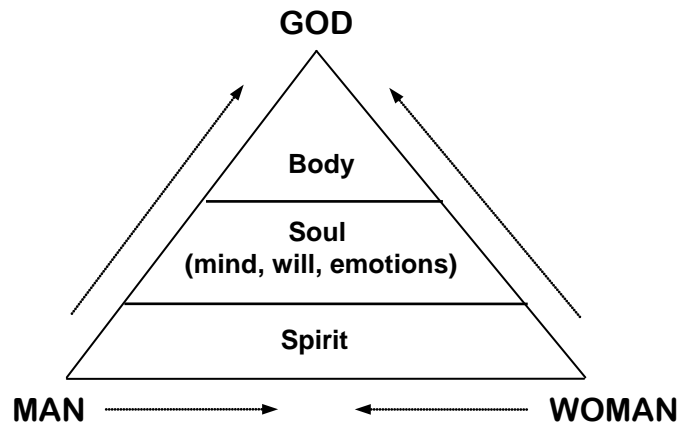 GOD
Body
Soul
(mind, will, emotions)
Spirit
MAN WOMAN